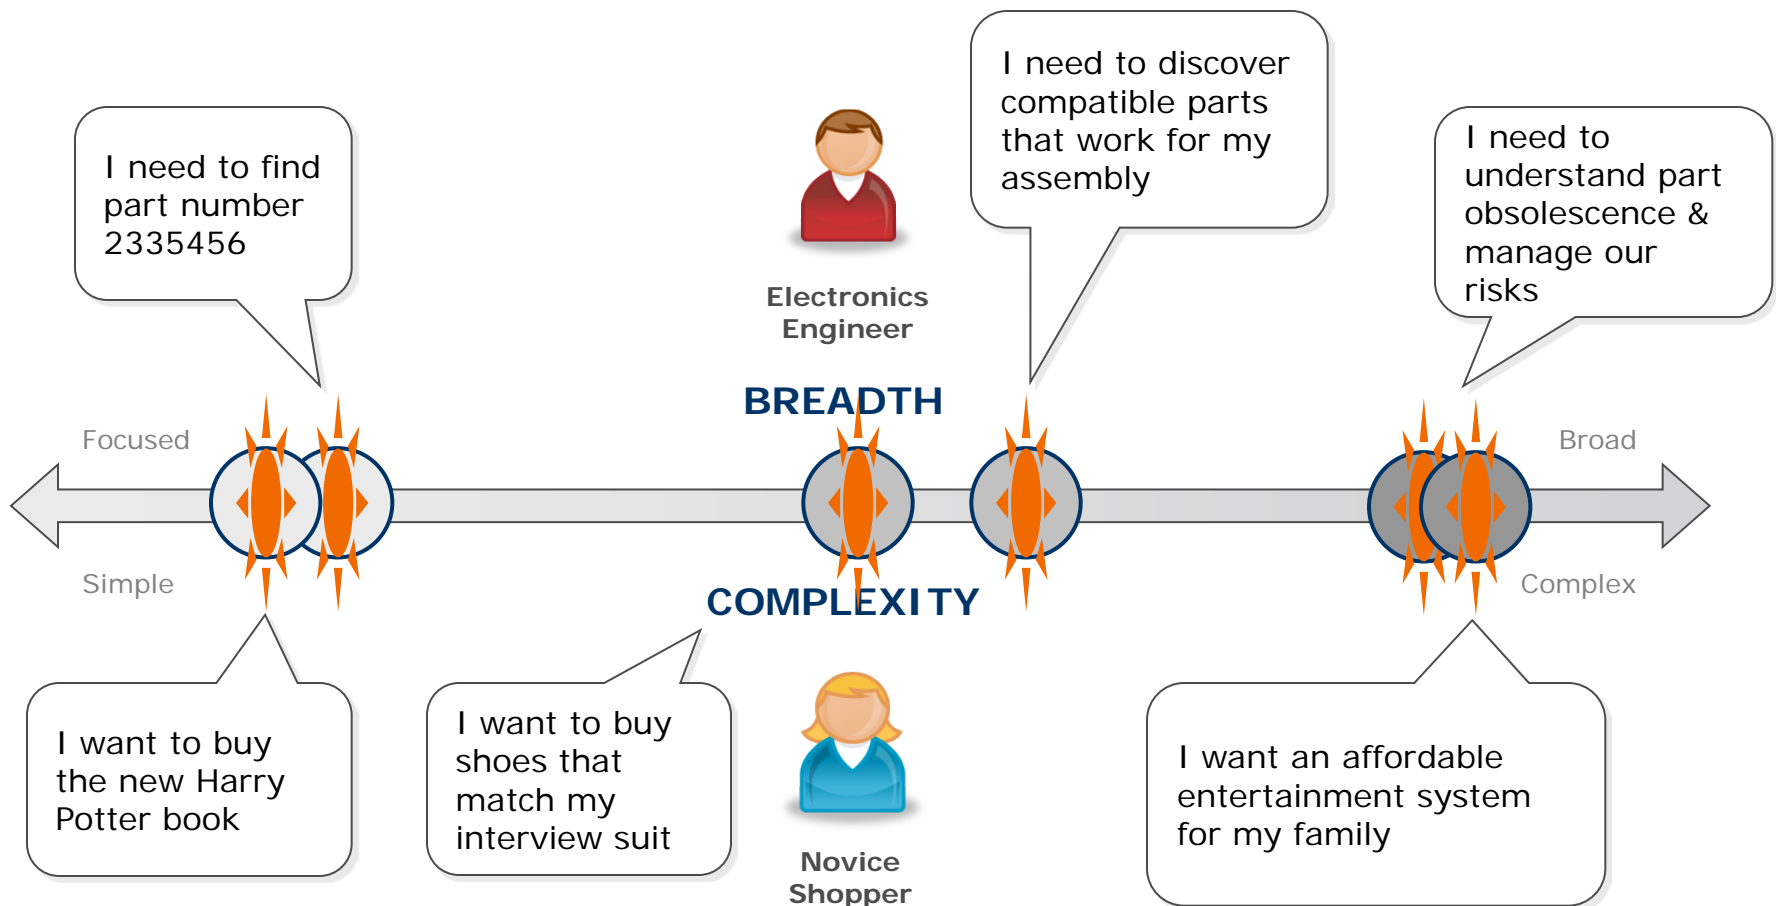 I need to find
part number
2335456
I need to discover
compatible parts
that work for my
assembly
I need to
understand part
obsolescence &
manage our
risks
Electronics
Engineer
BREADTH
Focused
Broad
Simple
Complex
COMPLEXITY
I want to buy
the new Harry
Potter book
I want to buy
shoes that
match my
interview suit
I want an affordable
entertainment system
for my family
Novice
Shopper